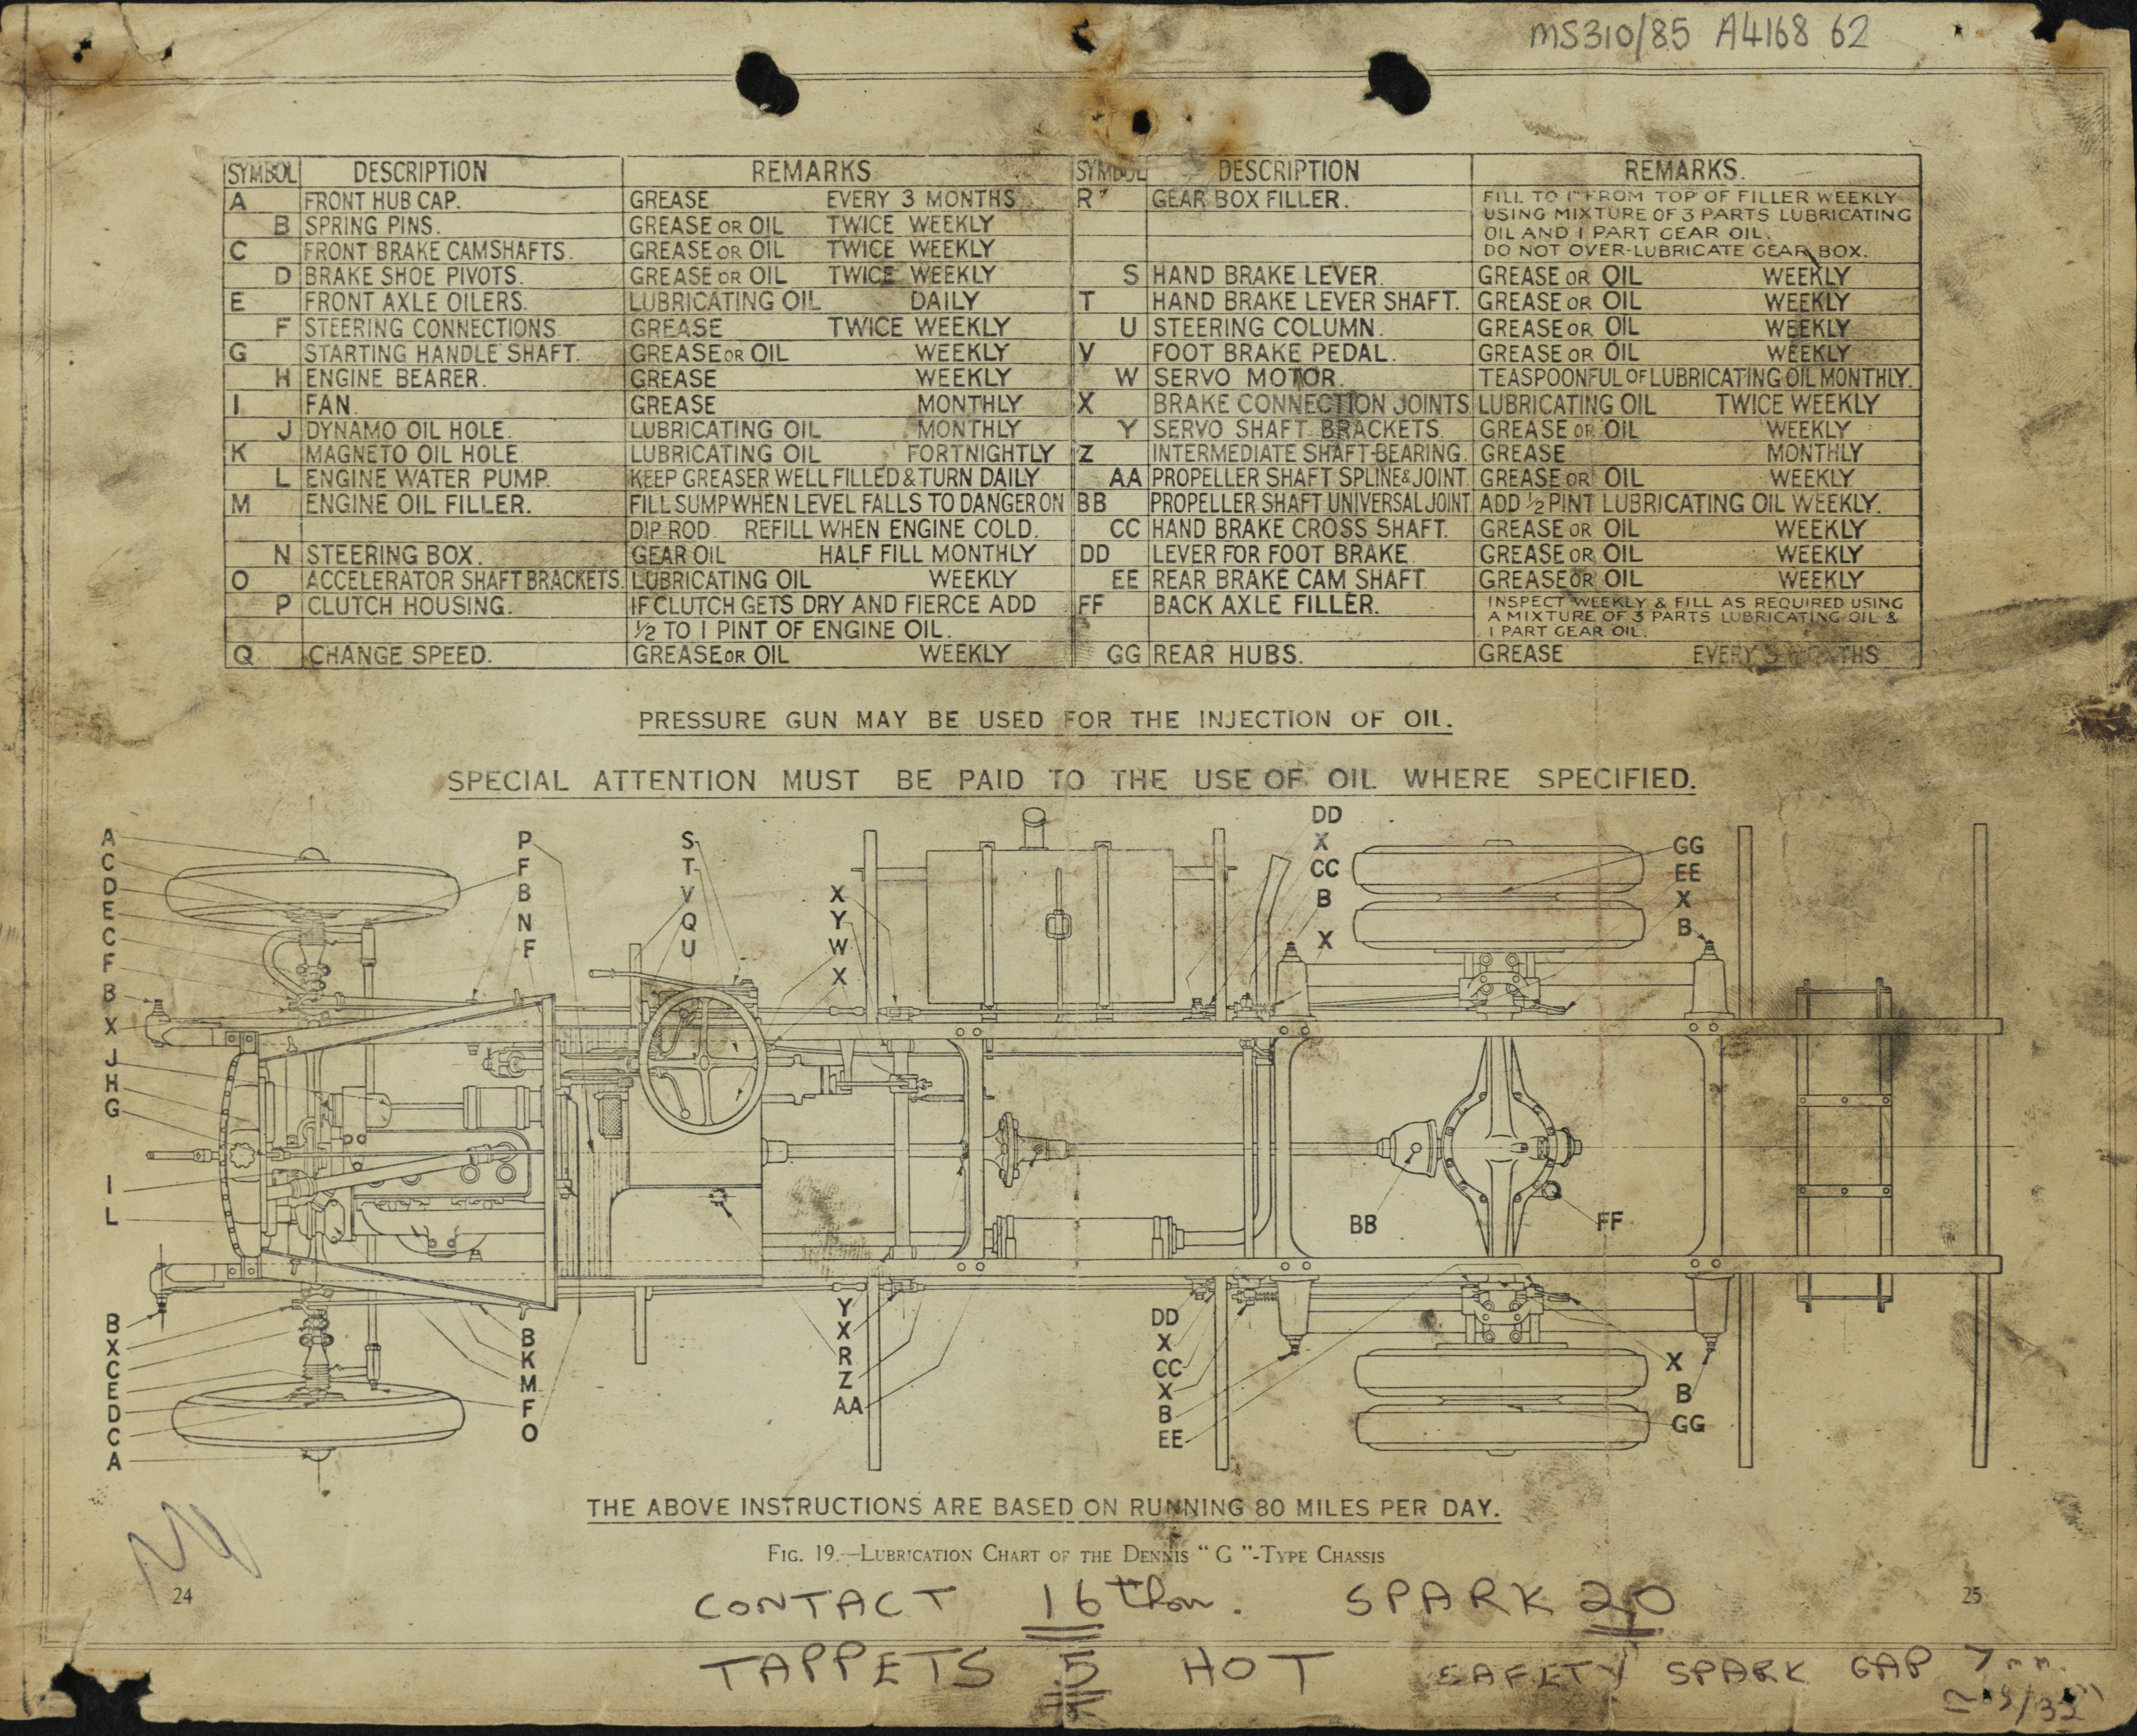 MS310/85 A4168 62
SYMBOL DESCRIPTION REMARKS
A FRONT HUB CAP. GREASE EVERY 3 MONTHS
B SPRING PINS. GREASE OR OIL TWICE WEEKLY
C FRONT BRAKE CAMSHAFTS. GREASE OR OIL TWICE WEEKLY
D BRAKE SHOE PIVOTS. GREASE OR OIL TWICE WEEKLY
E FRONT AXLE OILERS. LUBRICATING OIL DAILY
F STEERING CONNECTIONS. GREASE TWICE WEEKLY
G STARTING HANDLE SHAFT. GREASE OR OIL WEEKLY
H ENGINE BEARER. GREASE WEEKLY
I FAN. GREASE MONTHLY
J DYNAMO OIL HOLE. LUBRICATING OIL MONTHLY
K MAGNETO OIL HOLE. LUBRICATING OIL FORTNIGHTLY
L ENGINE WATER PUMP. KEEP GREASER WELL FILLED & TURN DAILY
M ENGINE OIL FILLER. FILL SUMP WHEN LEVEL FALLS TO DANGER ON
DIP ROD. REFILL WHEN ENGINE COLD.
N STEERING BOX. GEAR OIL HALF FILL MONTHLY
O ACCELERATOR SHAFT BRACKETS. LUBRICATING OIL WEEKLY
P CLUTCH HOUSING. IF CLUTCH GETS DRY AND FIERCE ADD
1/2 TO 1 PINT OF ENGINE OIL.
Q CHANGE SPEED. GREASE OR OIL WEEKLY
SYMBOL DESCRIPTION REMARKS.
R GEAR BOX FILLER. FILL TO 1" FROM TOP OF FILLER WEEKLY
USING MIXTURE OF 3 PARTS LUBRICATING
OIL AND 1 PART GEAR OIL.
DO NOT OVER-LUBRICATE GEAR BOX.
S HAND BRAKE LEVER. GREASE OR OIL WEEKLY
T HAND BRAKE LEVER SHAFT. GREASE OR OIL WEEKLY
U STEERING COLUMN. GREASE OR OIL WEEKLY
V FOOT BRAKE PEDAL. GREASE OR OIL WEEKLY
W SERVO MOTOR. TEASPOONFUL OF LUBRICATING OIL MONTHLY.
X BRAKE CONNECTION JOINTS LUBRICATING OIL TWICE WEEKLY
Y SERVO SHAFT BRACKETS. GREASE OR OIL WEEKLY
Z INTERMEDIATE SHAFT-BEARING. GREASE MONTHLY
AA PROPELLER SHAFT SPLINE & JOINT. GREASE OR OIL WEEKLY
BB PROPELLER SHAFT UNIVERSAL JOINT. ADD 1/2 PINT LUBRICATING OIL WEEKLY.
CC HAND BRAKE CROSS SHAFT. GREASE OR OIL WEEKLY
DD LEVER FOR FOOT BRAKE. GREASE OR OIL WEEKLY
EE REAR BRAKE CAM SHAFT. GREASE OR OIL WEEKLY
FF BACK AXLE FILLER. INSPECT WEEKLY & FILL AS REQUIRED USING
A MIXTURE OF 3 PARTS LUBRICATING OIL &
1 PART GEAR OIL.
GG REAR HUBS. GREASE EVERY 3 MONTHS
PRESSURE GUN MAY BE USED FOR THE INJECTION OF OIL.
SPECIAL ATTENTION MUST BE PAID TO THE USE OF OIL WHERE SPECIFIED.
A
C
D
E
C
F
B
X
J
H
G
I
L
B
X
C
E
D
C
A
P
F
B
N
F
S
T
V
Q
U
X
Y
W
X
DD
X
CC
B
X
GG
EE
X
B
BB
FF
B
K
M
F
O
Y
X
R
Z
AA
DD
X
CC
X
B
EE
X
B
GG
THE ABOVE INSTRUCTIONS ARE BASED ON RUNNING 80 MILES PER DAY.
FIG. 19.—LUBRICATION CHART OF THE DENNIS "G"-TYPE CHASSIS
24
25
CONTACT 16 thou. SPARK 20
TAPPETS 5 HOT SAFETY SPARK GAP 7